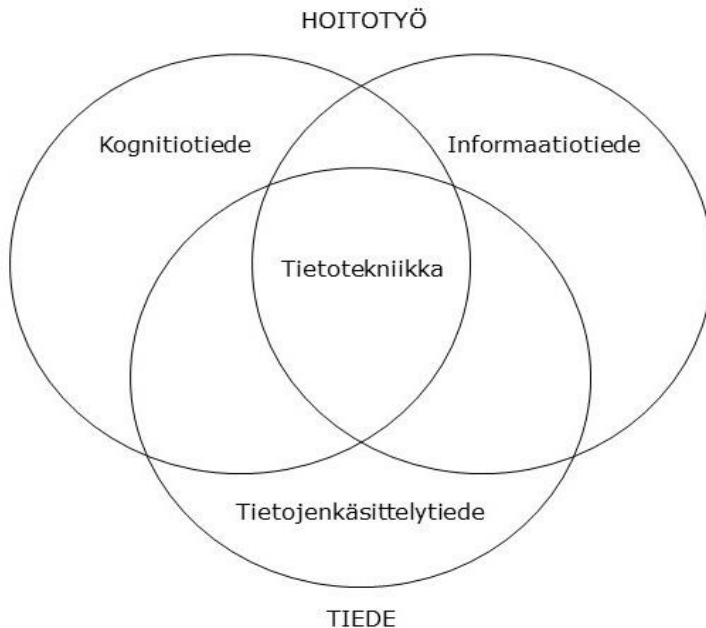 HOITOTYÖ
Kognitiotiede
Informaatiotiede
Tietotekniikka
Tietojenkäsittelytiede
TIEDE